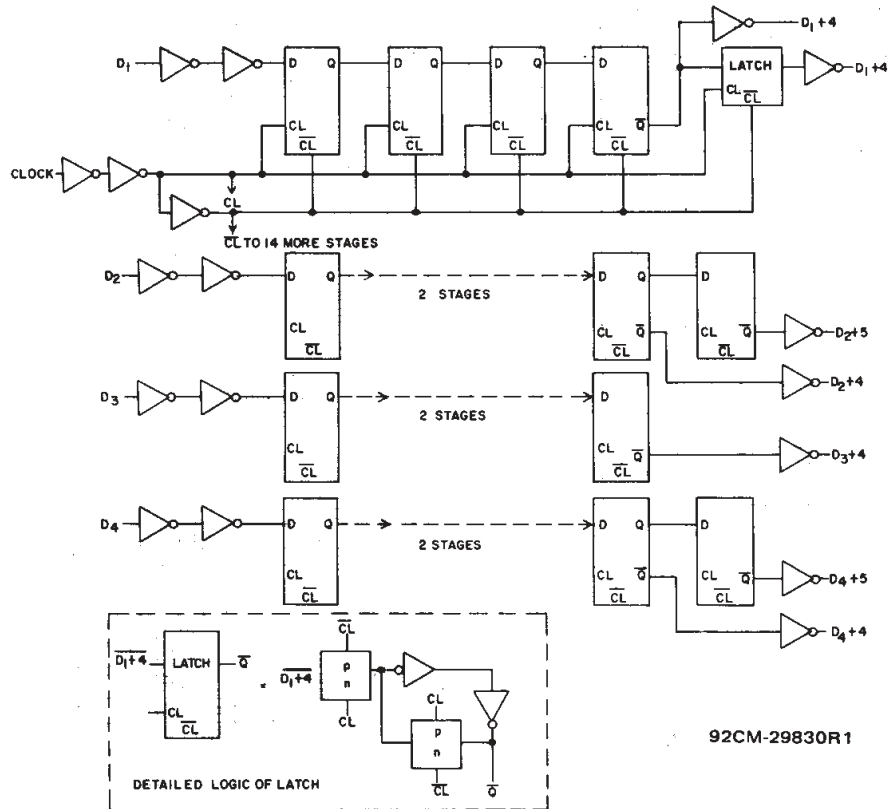 D1+4
D1 D Q D Q D Q D LATCH D1+4
CL CL
CL CL CL CL Q
CL CL CL CL
CLOCK
CL
CL TO 14 MORE STAGES
D2 D Q Q D
2 STAGES
CL CL Q CL Q D2+5
CL CL CL
D2+4
D3 D Q D
2 STAGES
CL CL Q D3+4
CL CL
D4 D Q Q D
2 STAGES
CL CL Q CL Q D4+5
CL CL CL
D4+4
CL
D1+4 LATCH Q = D1+4 p
n
CL CL CL
CL p
n
CL Q
DETAILED LOGIC OF LATCH
92CM-29830R1